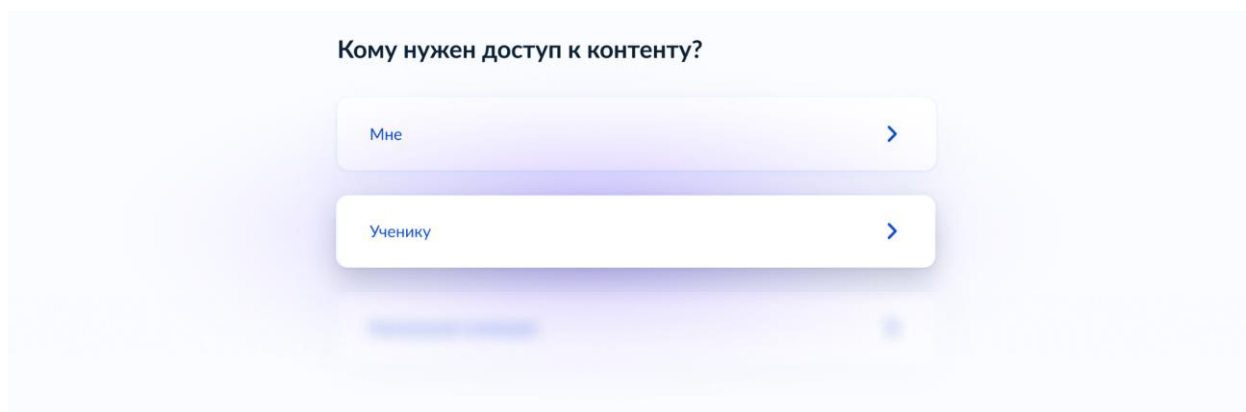 Кому нужен доступ к контенту?
Мне
Ученику